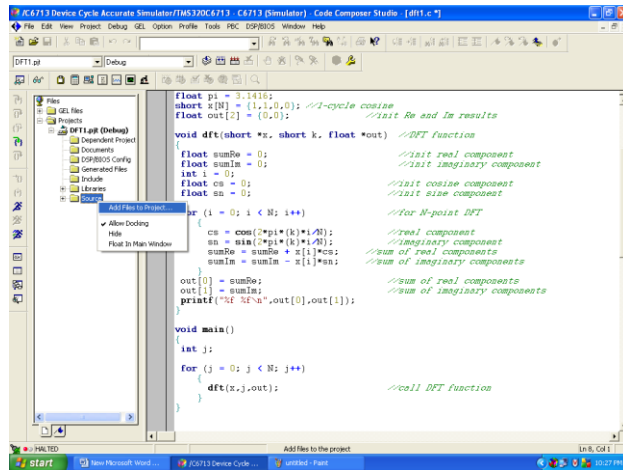 /C6713 Device Cycle Accurate Simulator/TMS320C6713 - C6713 (Simulator) - Code Composer Studio - [dft1.c *]
File Edit View Project Debug GEL Option Profile Tools PBC DSP/BIOS Window Help
DFT1.pjt Debug
Files
GEL files
Projects
DFT1.pjt (Debug)
Dependent Project
Documents
DSP/BIOS Config
Generated Files
Include
Libraries
Source
Add Files to Project...
Allow Docking
Hide
Float In Main Window
float pi = 3.1416;
short x[N] = {1,1,0,0}; //1-cycle cosine
float out[2] = {0,0}; //init Re and Im results
void dft(short *x, short k, float *out) //DFT function
{
float sumRe = 0; //init real component
float sumIm = 0; //init imaginary component
int i = 0;
float cs = 0; //init cosine component
float sn = 0; //init sine component
for (i = 0; i < N; i++) //for N-point DFT
{
cs = cos(2*pi*(k)*i/N); //real component
sn = sin(2*pi*(k)*i/N); //imaginary component
sumRe = sumRe + x[i]*cs; //sum of real components
sumIm = sumIm - x[i]*sn; //sum of imaginary components
}
out[0] = sumRe; //sum of real components
out[1] = sumIm; //sum of imaginary components
printf("%f %f\n",out[0],out[1]);
}
void main()
{
int j;
for (j = 0; j < N; j++)
{
dft(x,j,out); //call DFT function
}
}
HALTED Add files to the project Ln 8, Col 1
start New Microsoft Word ... /C6713 Device Cycle ... untitled - Paint 10:27 PM